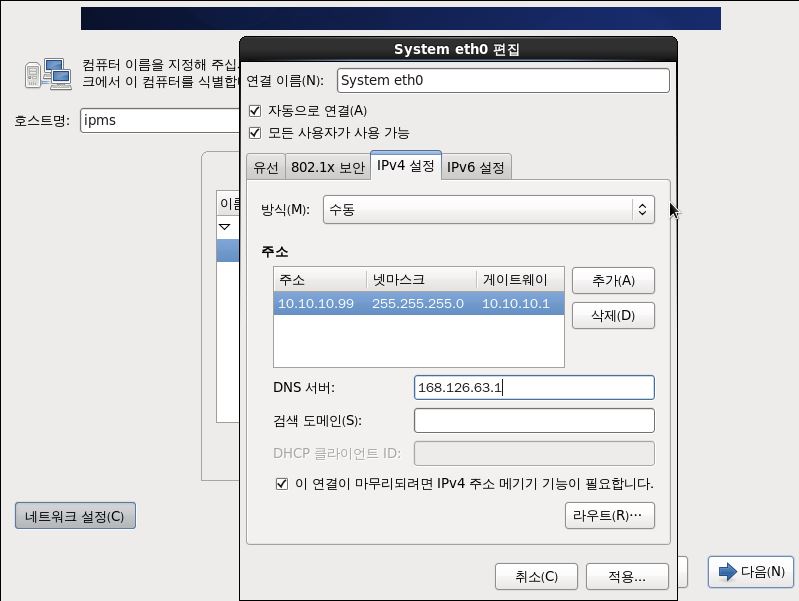 System eth0 편집
컴퓨터 이름을 지정해 주십
크에서 이 컴퓨터를 식별합
호스트명: ipms
연결 이름(N): System eth0
자동으로 연결(A)
모든 사용자가 사용 가능
유선 802.1x 보안 IPv4 설정 IPv6 설정
이름
방식(M): 수동
주소
주소 넷마스크 게이트웨이
10.10.10.99 255.255.255.0 10.10.10.1
추가(A)
삭제(D)
DNS 서버: 168.126.63.1
검색 도메인(S):
DHCP 클라이언트 ID:
이 연결이 마무리되려면 IPv4 주소 메기기 기능이 필요합니다.
라우트(R)…
네트워크 설정(C)
취소(C) 적용...
다음(N)